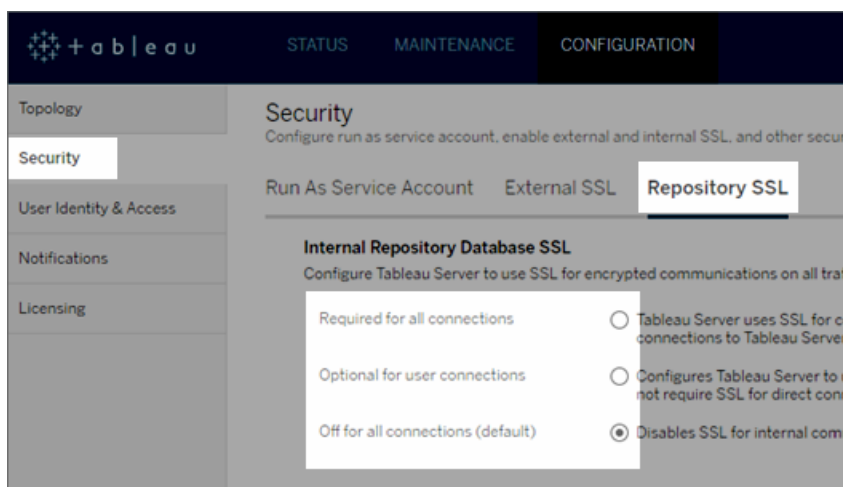 +ableau
STATUS MAINTENANCE CONFIGURATION
Topology
Security
User Identity & Access
Notifications
Licensing
Security
Configure run as service account, enable external and internal SSL, and other secur
Run As Service Account External SSL Repository SSL
Internal Repository Database SSL
Configure Tableau Server to use SSL for encrypted communications on all traf
Required for all connections
Tableau Server uses SSL for c
connections to Tableau Server
Optional for user connections
Configures Tableau Server to
not require SSL for direct con
Off for all connections (default)
Disables SSL for internal com